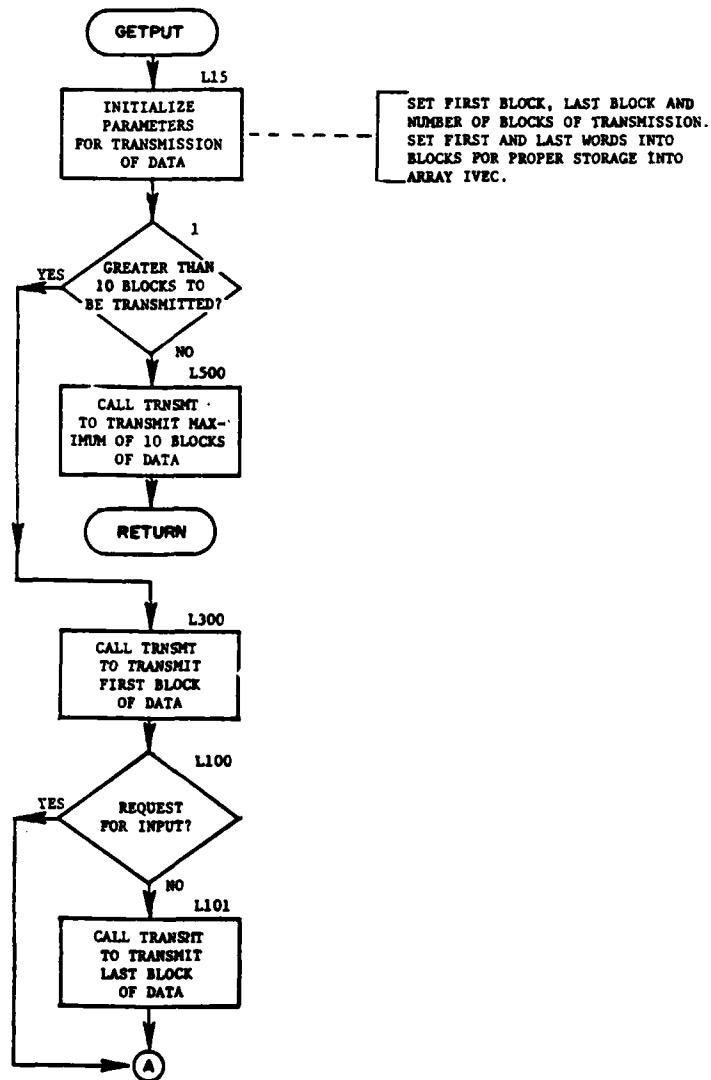 GETPUT
L15
INITIALIZE
PARAMETERS
FOR TRANSMISSION
OF DATA
SET FIRST BLOCK, LAST BLOCK AND
NUMBER OF BLOCKS OF TRANSMISSION.
SET FIRST AND LAST WORDS INTO
BLOCKS FOR PROPER STORAGE INTO
ARRAY IVEC.
1
YES
GREATER THAN
10 BLOCKS TO
BE TRANSMITTED?
NO
L500
CALL TRNSMT
TO TRANSMIT MAX-
IMUM OF 10 BLOCKS
OF DATA
RETURN
L300
CALL TRNSMT
TO TRANSMIT
FIRST BLOCK
OF DATA
L100
YES
REQUEST
FOR INPUT?
NO
L101
CALL TRANSMT
TO TRANSMIT
LAST BLOCK
OF DATA
A